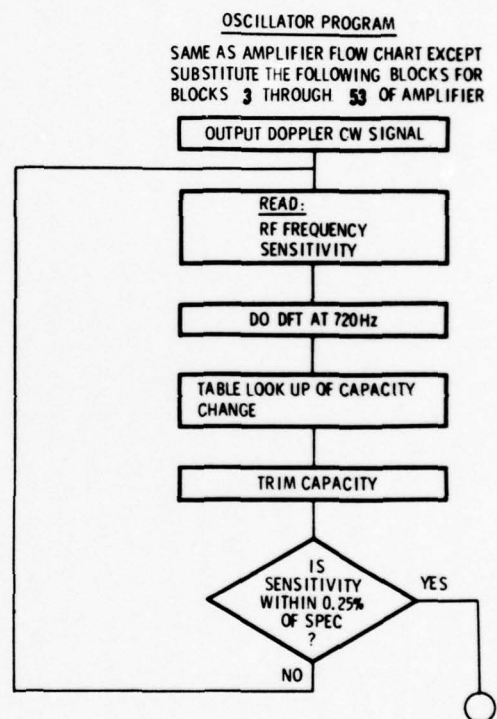 OSCILLATOR PROGRAM
SAME AS AMPLIFIER FLOW CHART EXCEPT
SUBSTITUTE THE FOLLOWING BLOCKS FOR
BLOCKS 3 THROUGH 53 OF AMPLIFIER
OUTPUT DOPPLER CW SIGNAL
READ:
RF FREQUENCY
SENSITIVITY
DO DFT AT 720Hz
TABLE LOOK UP OF CAPACITY
CHANGE
TRIM CAPACITY
IS
SENSITIVITY
WITHIN 0.25%
OF SPEC
?
YES
NO